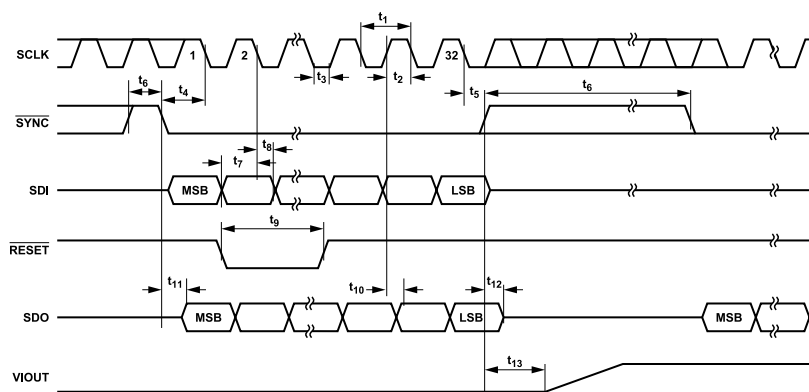 t1
SCLK 1 2 32
t3 t2
t6 t4 t5 t6
SYNC
t8
t7
SDI MSB LSB
t9
RESET
t11 t10 t12
SDO MSB LSB MSB
t13
VIOUT